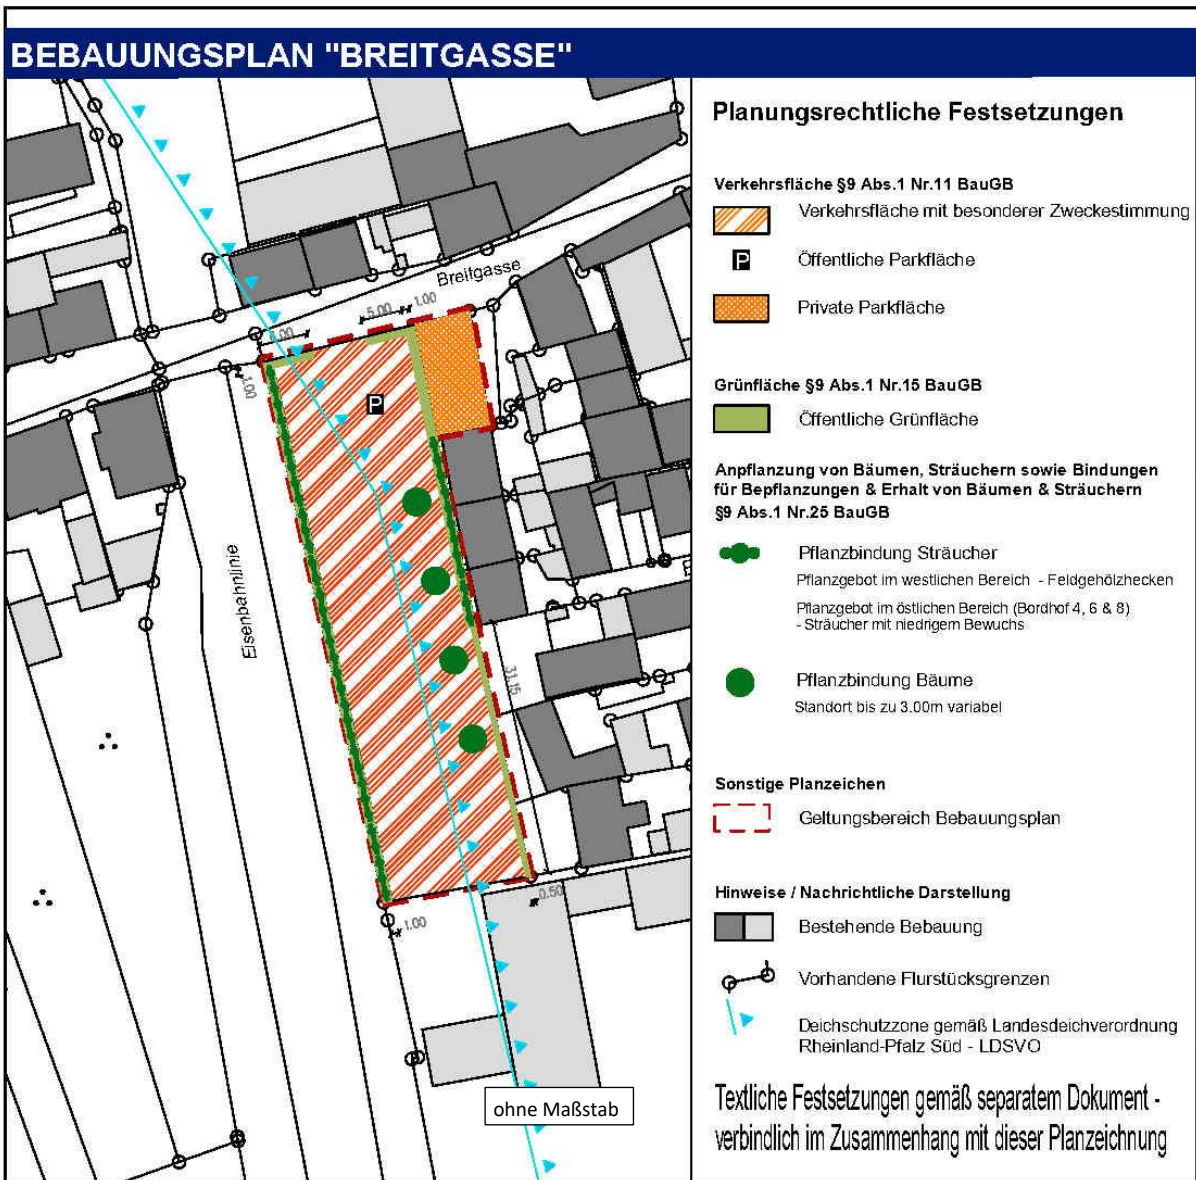 BEBAUUNGSPLAN "BREITGASSE"
Breitgasse
5.00
1.00
1.00
Eisenbahnlinie
31.15
0.50
1.00
ohne Maßstab
Planungsrechtliche Festsetzungen
Verkehrsfläche §9 Abs.1 Nr.11 BauGB
Verkehrsfläche mit besonderer Zweckestimmung
P
P
Öffentliche Parkfläche
Private Parkfläche
Grünfläche §9 Abs.1 Nr.15 BauGB
Öffentliche Grünfläche
Anpflanzung von Bäumen, Sträuchern sowie Bindungen
für Bepflanzungen & Erhalt von Bäumen & Sträuchern
§9 Abs.1 Nr.25 BauGB
Pflanzbindung Sträucher
Pflanzgebot im westlichen Bereich - Feldgehölzhecken
Pflanzgebot im östlichen Bereich (Bordhof 4, 6 & 8)
- Sträucher mit niedrigem Bewuchs
Pflanzbindung Bäume
Standort bis zu 3.00m variabel
Sonstige Planzeichen
Geltungsbereich Bebauungsplan
Hinweise / Nachrichtliche Darstellung
Bestehende Bebauung
Vorhandene Flurstücksgrenzen
Deichschutzzone gemäß Landesdeichverordnung
Rheinland-Pfalz Süd - LDSVO
Textliche Festsetzungen gemäß separatem Dokument -
verbindlich im Zusammenhang mit dieser Planzeichnung